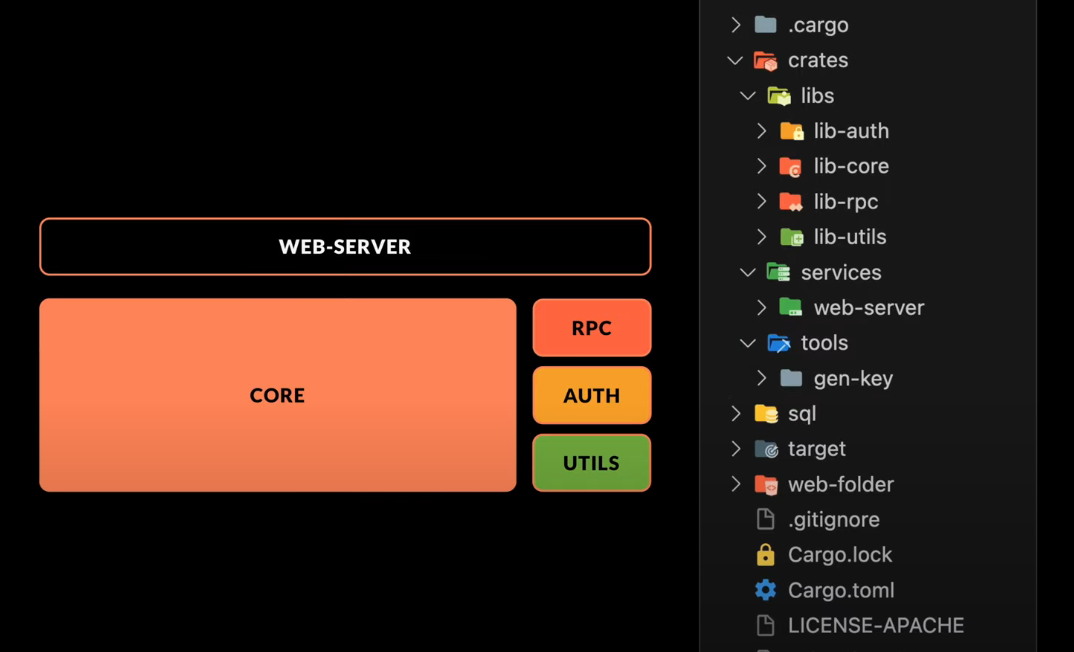 WEB-SERVER
CORE
RPC
AUTH
UTILS
.cargo
crates
libs
lib-auth
lib-core
lib-rpc
lib-utils
services
web-server
tools
gen-key
sql
target
web-folder
.gitignore
Cargo.lock
Cargo.toml
LICENSE-APACHE